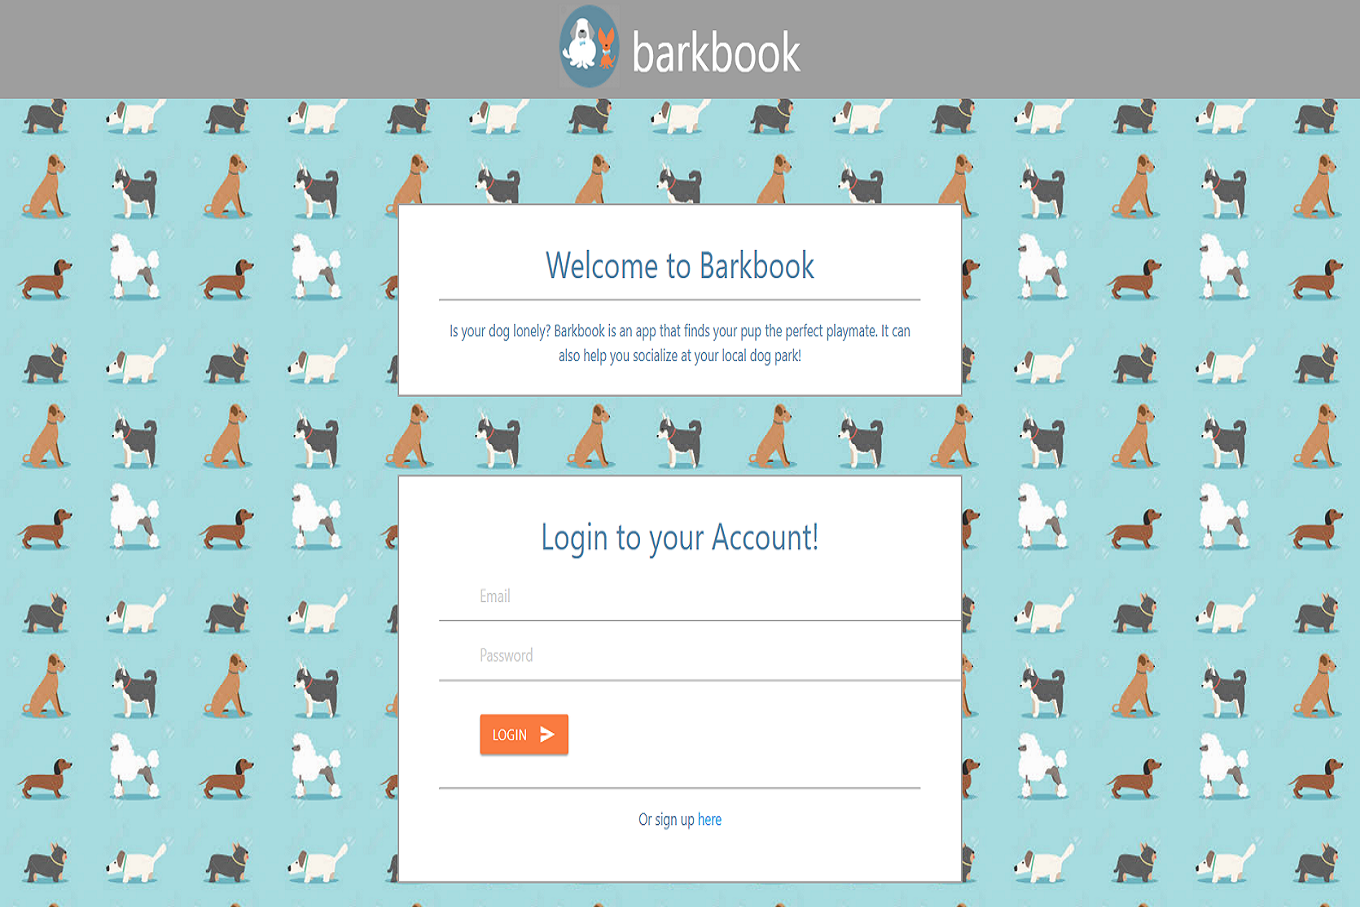 barkbook
Welcome to Barkbook
Is your dog lonely? Barkbook is an app that finds your pup the perfect playmate. It can
also help you socialize at your local dog park!
Login to your Account!
Email
Password
LOGIN
Or sign up here